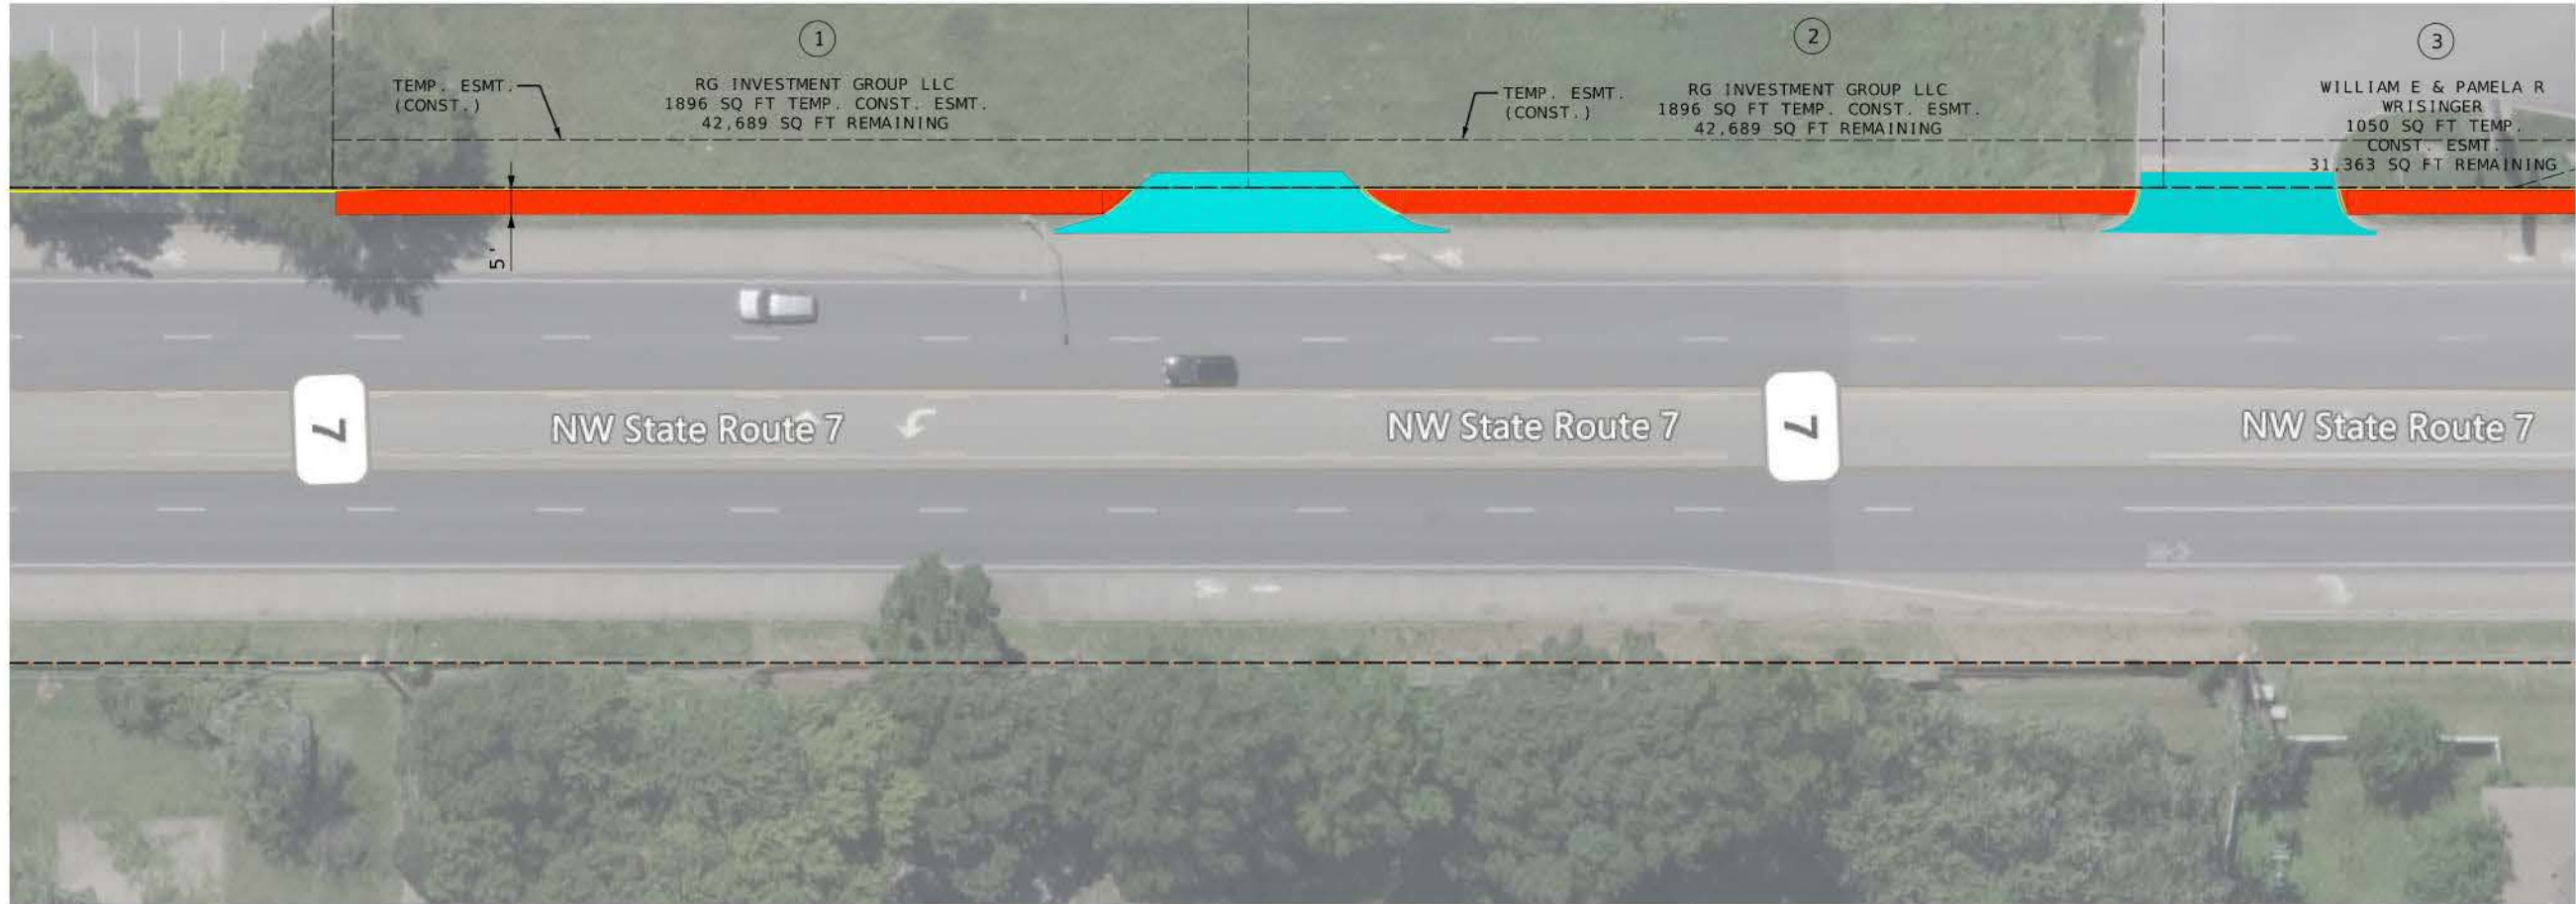 1
TEMP. ESMT.
(CONST.)
RG INVESTMENT GROUP LLC
1896 SQ FT TEMP. CONST. ESMT.
42,689 SQ FT REMAINING
2
TEMP. ESMT.
(CONST.)
RG INVESTMENT GROUP LLC
1896 SQ FT TEMP. CONST. ESMT.
42,689 SQ FT REMAINING
3
WILLIAM E & PAMELA R
WRISINGER
1050 SQ FT TEMP.
CONST. ESMT.
31,363 SQ FT REMAINING
5'
7
NW State Route 7
NW State Route 7
7
NW State Route 7